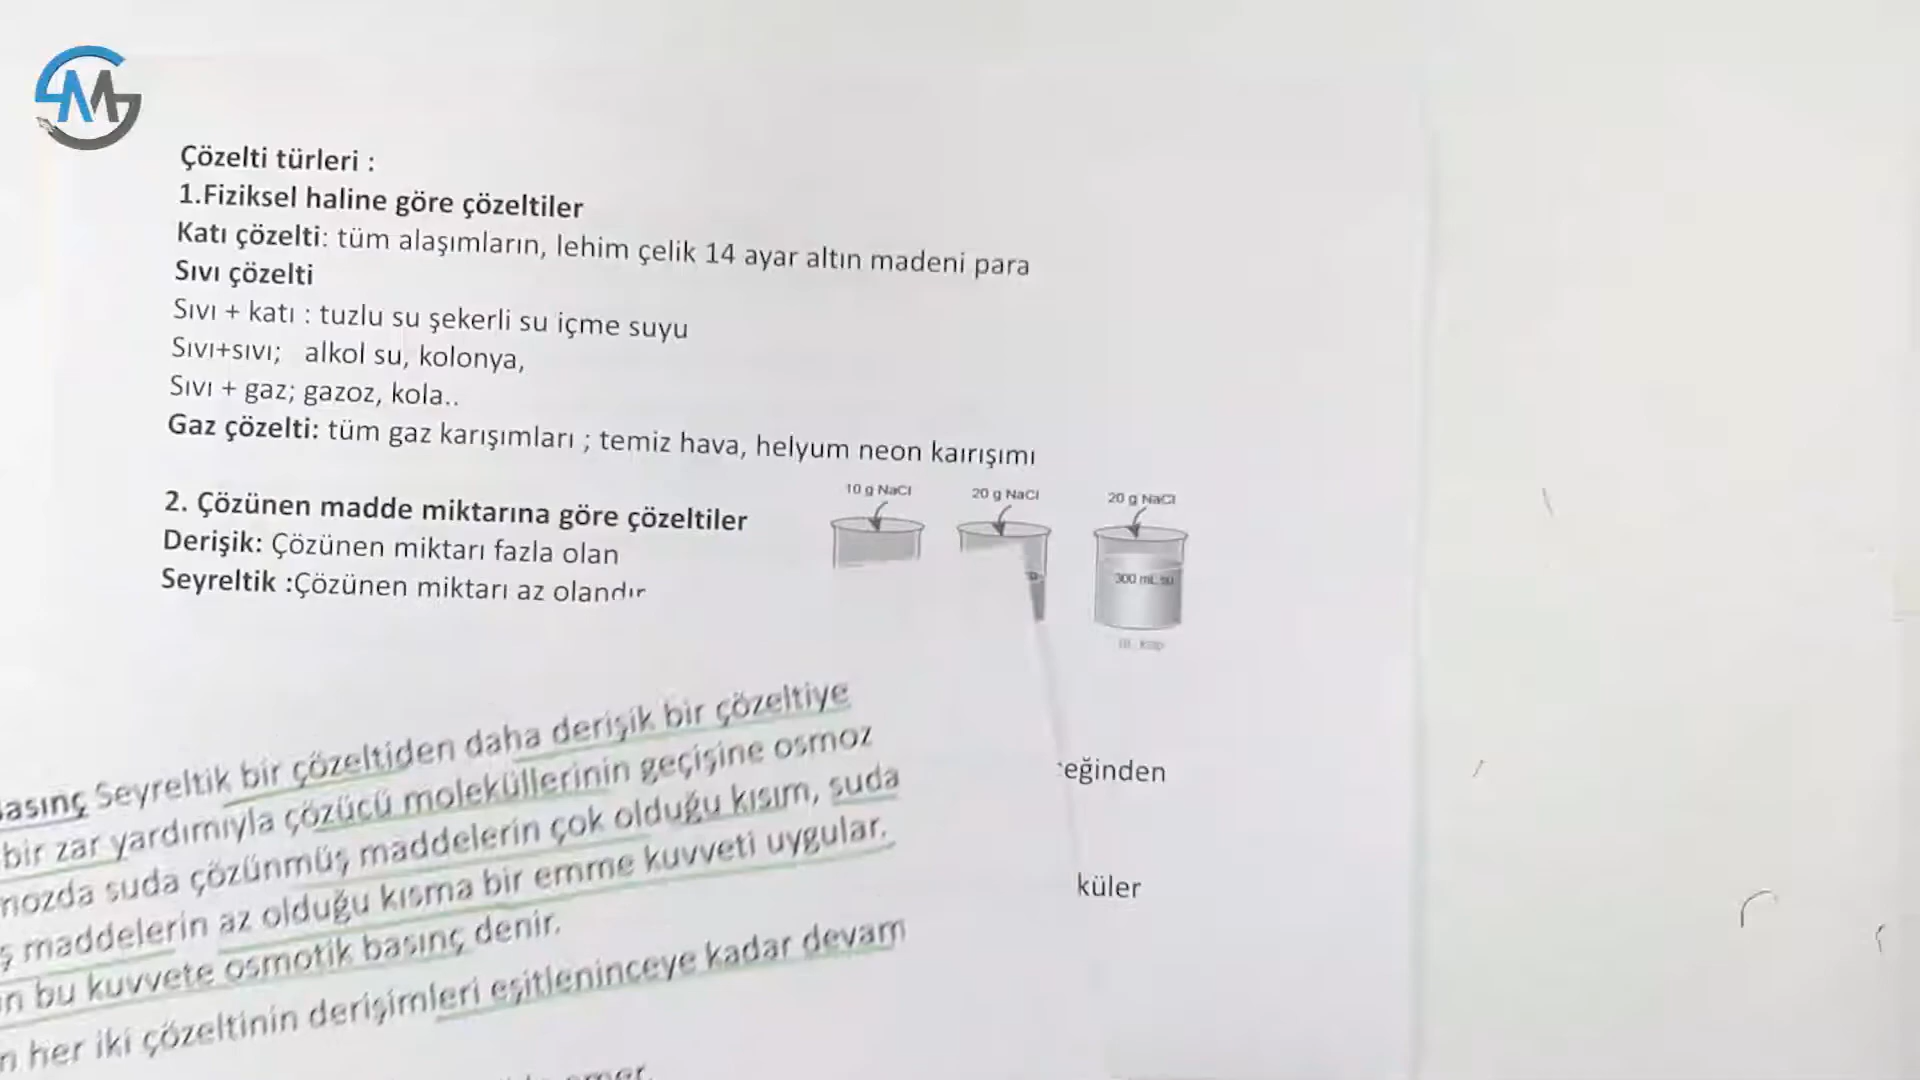 Çözelti türleri :
1.Fiziksel haline göre çözeltiler
Katı çözelti: tüm alaşımların, lehim çelik 14 ayar altın madeni para
Sıvı çözelti
Sıvı + katı : tuzlu su şekerli su içme suyu
Sıvı+sıvı; alkol su, kolonya,
Sıvı + gaz; gazoz, kola..
Gaz çözelti: tüm gaz karışımları ; temiz hava, helyum neon kaırışımı
2. Çözünen madde miktarına göre çözeltiler
Derişik: Çözünen miktarı fazla olan
Seyreltik :Çözünen miktarı az olandır
10 g NaCl
20 g NaCl
20 g NaCl
300 mL su
Seyreltik bir çözeltiden daha derişik bir çözeltiye
bir zar yardımıyla çözücü moleküllerinin geçişine osmoz
suda çözünmüş maddelerin çok olduğu kısım, suda
maddelerin az olduğu kısma bir emme kuvveti uygular.
bu kuvvete osmotik basınç denir.
her iki çözeltinin derişimleri eşitleninceye kadar devam
eğinden
küler